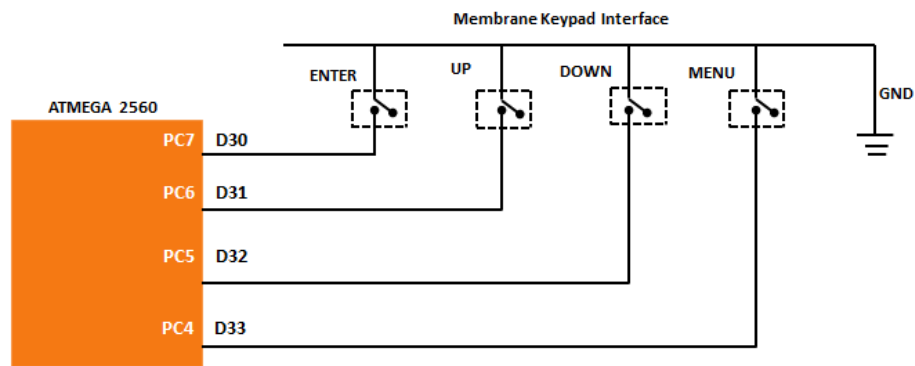 Membrane Keypad Interface
ENTER
UP
DOWN
MENU
GND
ATMEGA 2560
PC7 D30
PC6 D31
PC5 D32
PC4 D33